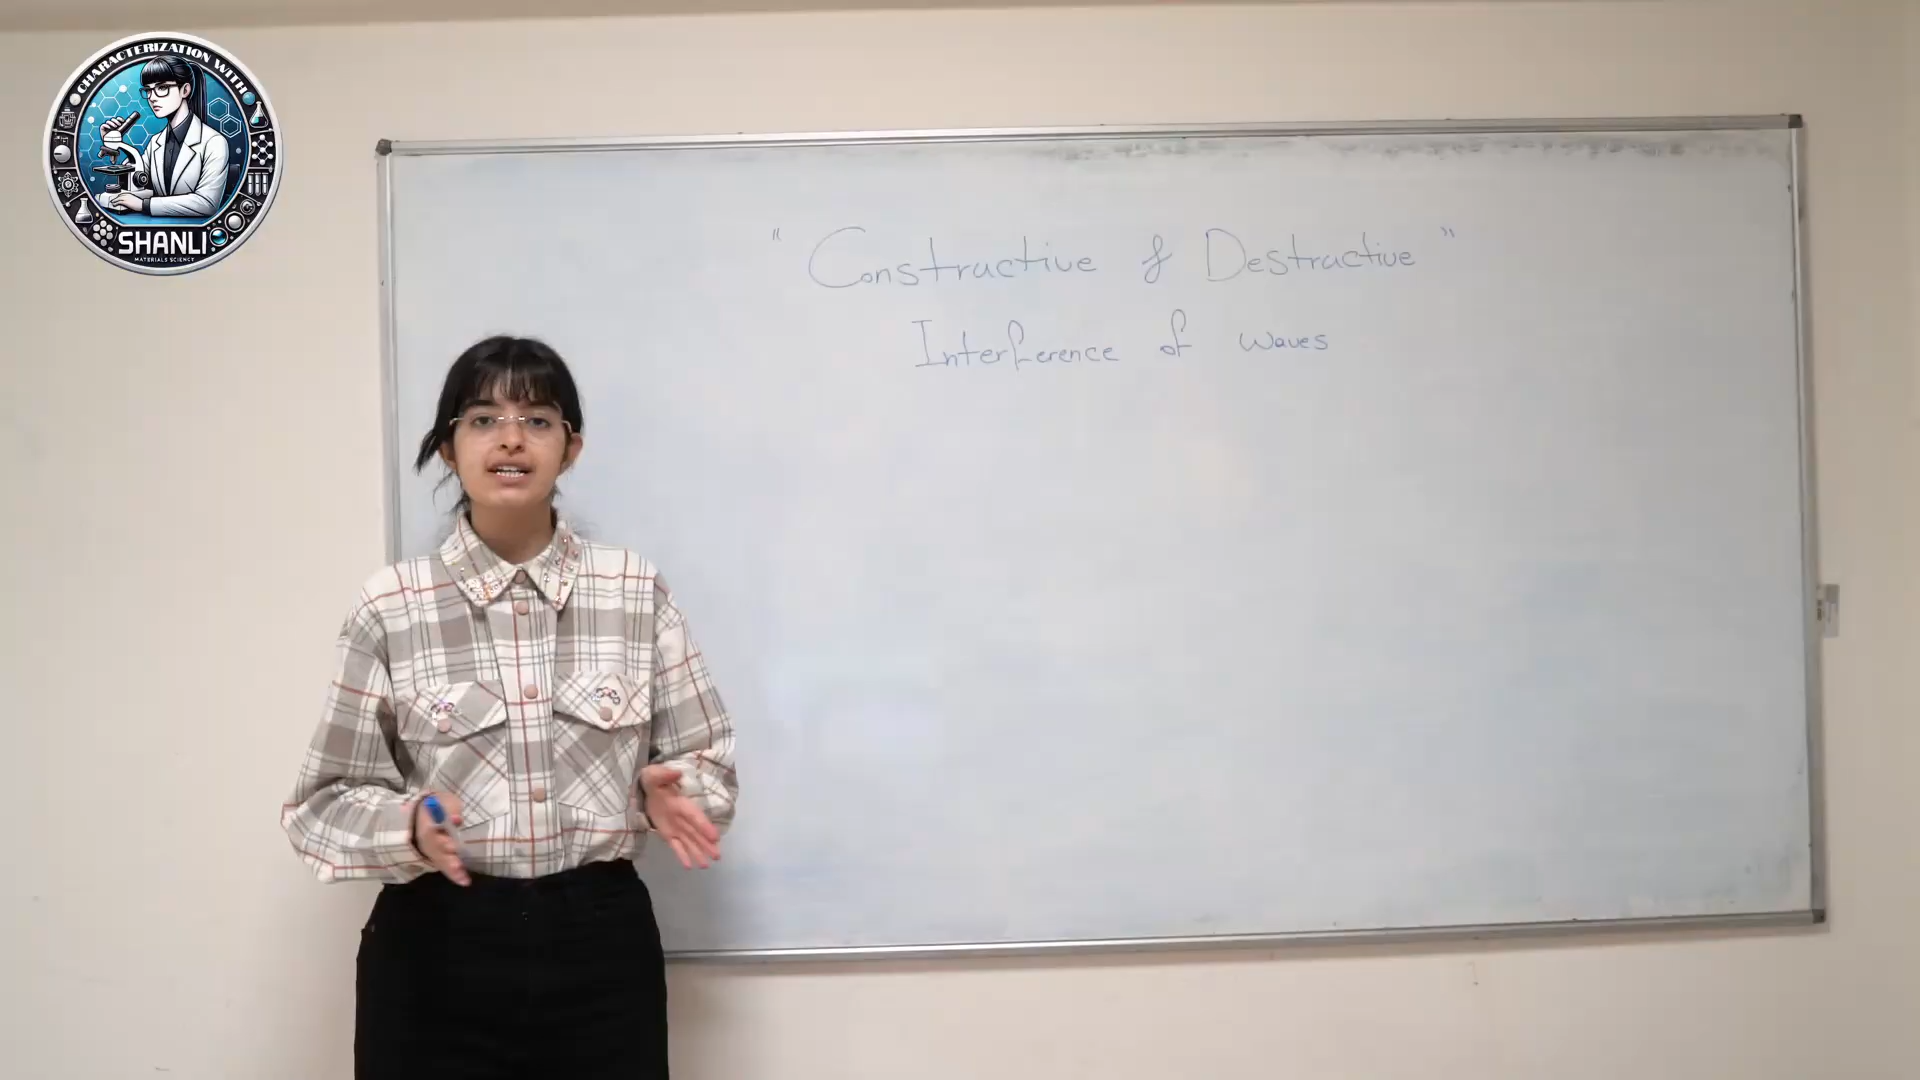 CHARACTERIZATION WITH
SHANLI
MATERIALS SCIENCE
"Constructive & Destructive"
Interference of waves